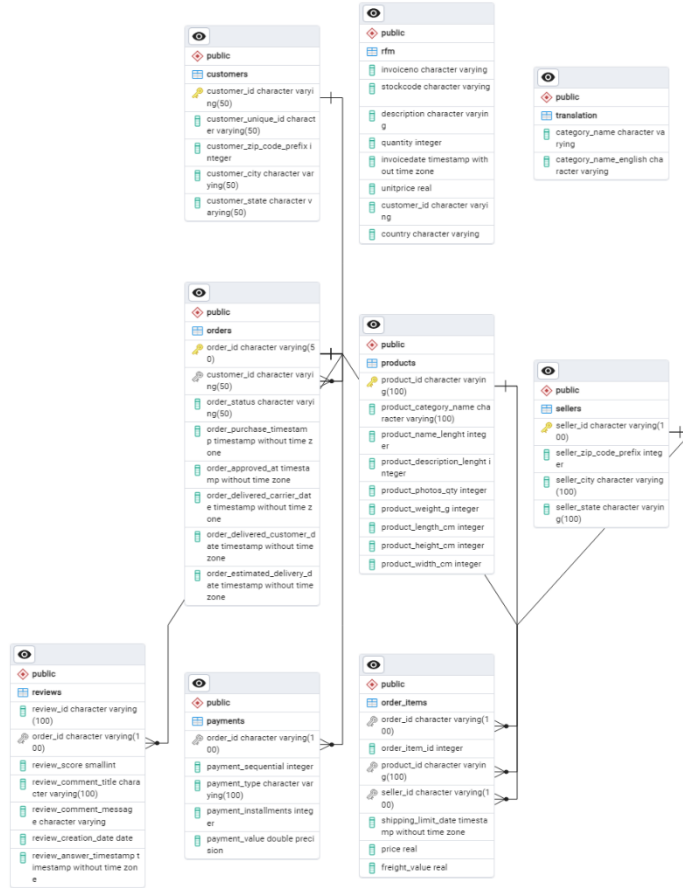 public
customers
customer_id character varyi
ng(50)
customer_unique_id charact
er varying(50)
customer_zip_code_prefix i
nteger
customer_city character var
ying(50)
customer_state character v
arying(50)
public
rfm
invoiceno character varying
stockcode character varying
description character varyin
g
quantity integer
invoicedate timestamp with
out time zone
unitprice real
customer_id character varyi
ng
country character varying
public
translation
category_name character va
rying
category_name_english cha
racter varying
public
orders
order_id character varying(5
0)
customer_id character varyi
ng(50)
order_status character varyi
ng(50)
order_purchase_timestam
p timestamp without time z
one
order_approved_at timesta
mp without time zone
order_delivered_carrier_dat
e timestamp without time z
one
order_delivered_customer_d
ate timestamp without time
zone
order_estimated_delivery_d
ate timestamp without time
zone
public
products
product_id character varyin
g(100)
product_category_name cha
racter varying(100)
product_name_lenght integ
er
product_description_lenght i
nteger
product_photos_qty integer
product_weight_g integer
product_length_cm integer
product_height_cm integer
product_width_cm integer
public
sellers
seller_id character varying(1
00)
seller_zip_code_prefix integ
er
seller_city character varying
(100)
seller_state character varyin
g(100)
public
reviews
review_id character varying
(100)
order_id character varying(1
00)
review_score smallint
review_comment_title chara
cter varying(100)
review_comment_messag
e character varying
review_creation_date date
review_answer_timestamp t
imestamp without time zon
e
public
payments
order_id character varying(1
00)
payment_sequential integer
payment_type character var
ying(100)
payment_installments integ
er
payment_value double preci
sion
public
order_items
order_id character varying(1
00)
order_item_id integer
product_id character varyin
g(100)
seller_id character varying(1
00)
shipping_limit_date timesta
mp without time zone
price real
freight_value real